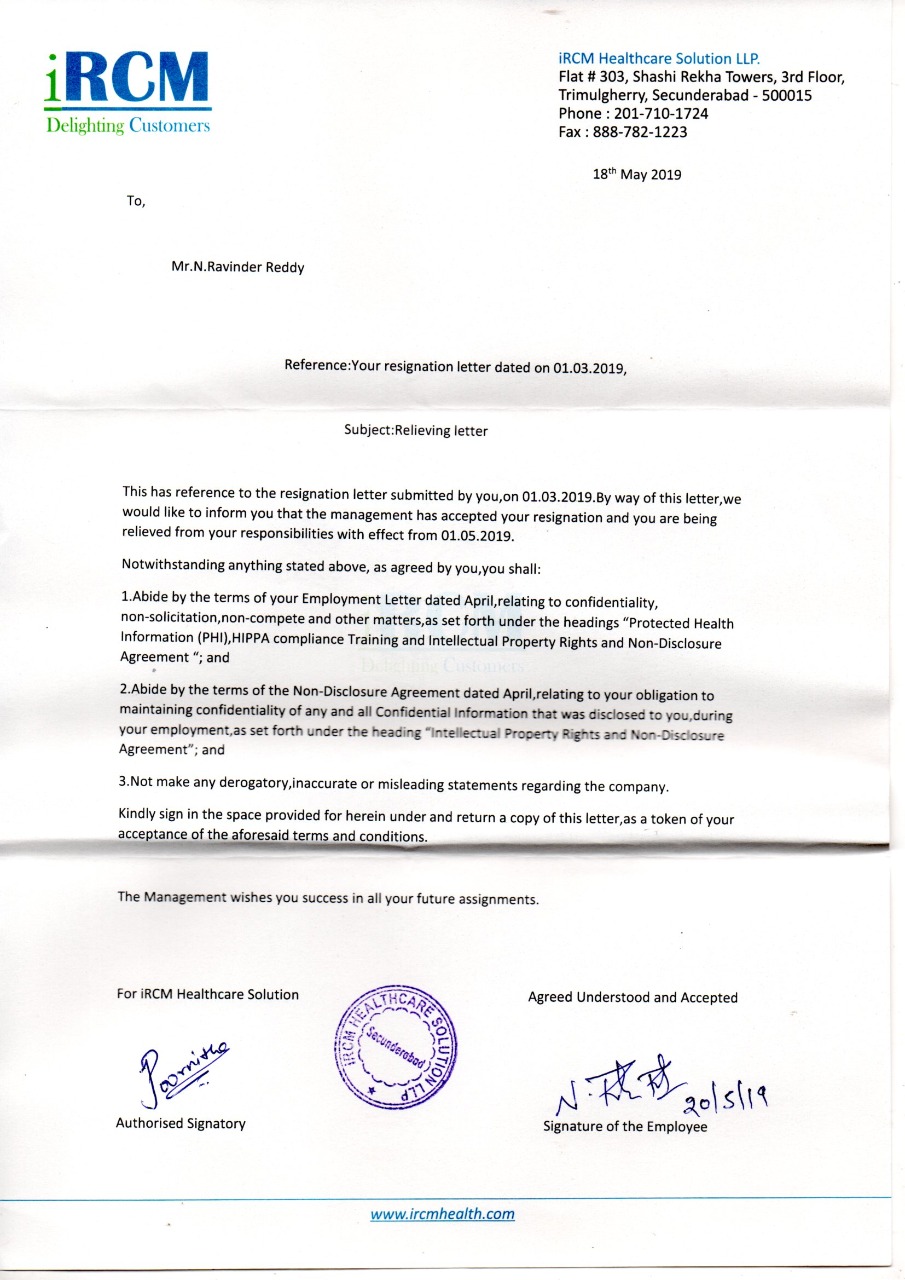 iRCM
Delighting Customers
iRCM Healthcare Solution LLP.
Flat # 303, Shashi Rekha Towers, 3rd Floor,
Trimulgherry, Secunderabad - 500015
Phone : 201-710-1724
Fax : 888-782-1223
18th May 2019
To,
Mr.N.Ravinder Reddy
Reference:Your resignation letter dated on 01.03.2019,
Subject:Relieving letter
This has reference to the resignation letter submitted by you,on 01.03.2019.By way of this letter,we
would like to inform you that the management has accepted your resignation and you are being
relieved from your responsibilities with effect from 01.05.2019.
Notwithstanding anything stated above, as agreed by you,you shall:
1.Abide by the terms of your Employment Letter dated April,relating to confidentiality,
non-solicitation,non-compete and other matters,as set forth under the headings “Protected Health
Information (PHI),HIPPA compliance Training and Intellectual Property Rights and Non-Disclosure
Agreement “; and
Delighting Customers
2.Abide by the terms of the Non-Disclosure Agreement dated April,relating to your obligation to
maintaining confidentiality of any and all Confidential Information that was disclosed to you,during
your employment,as set forth under the heading “Intellectual Property Rights and Non-Disclosure
Agreement”; and
3.Not make any derogatory,inaccurate or misleading statements regarding the company.
Kindly sign in the space provided for herein under and return a copy of this letter,as a token of your
acceptance of the aforesaid terms and conditions.
The Management wishes you success in all your future assignments.
For iRCM Healthcare Solution
Agreed Understood and Accepted
iRCM HEALTHCARE SOLUTION LLP
Secunderabad
Poornitha
N.
20/5/19
Authorised Signatory
Signature of the Employee
www.ircmhealth.com